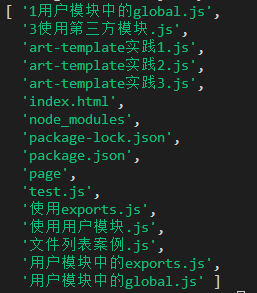 [ '1用户模块中的global.js',
'3使用第三方模块.js',
'art-template实践1.js',
'art-template实践2.js',
'art-template实践3.js',
'index.html',
'node_modules',
'package-lock.json',
'package.json',
'page',
'test.js',
'使用exports.js',
'使用用户模块.js',
'文件列表案例.js',
'用户模块中的exports.js',
'用户模块中的global.js' ]